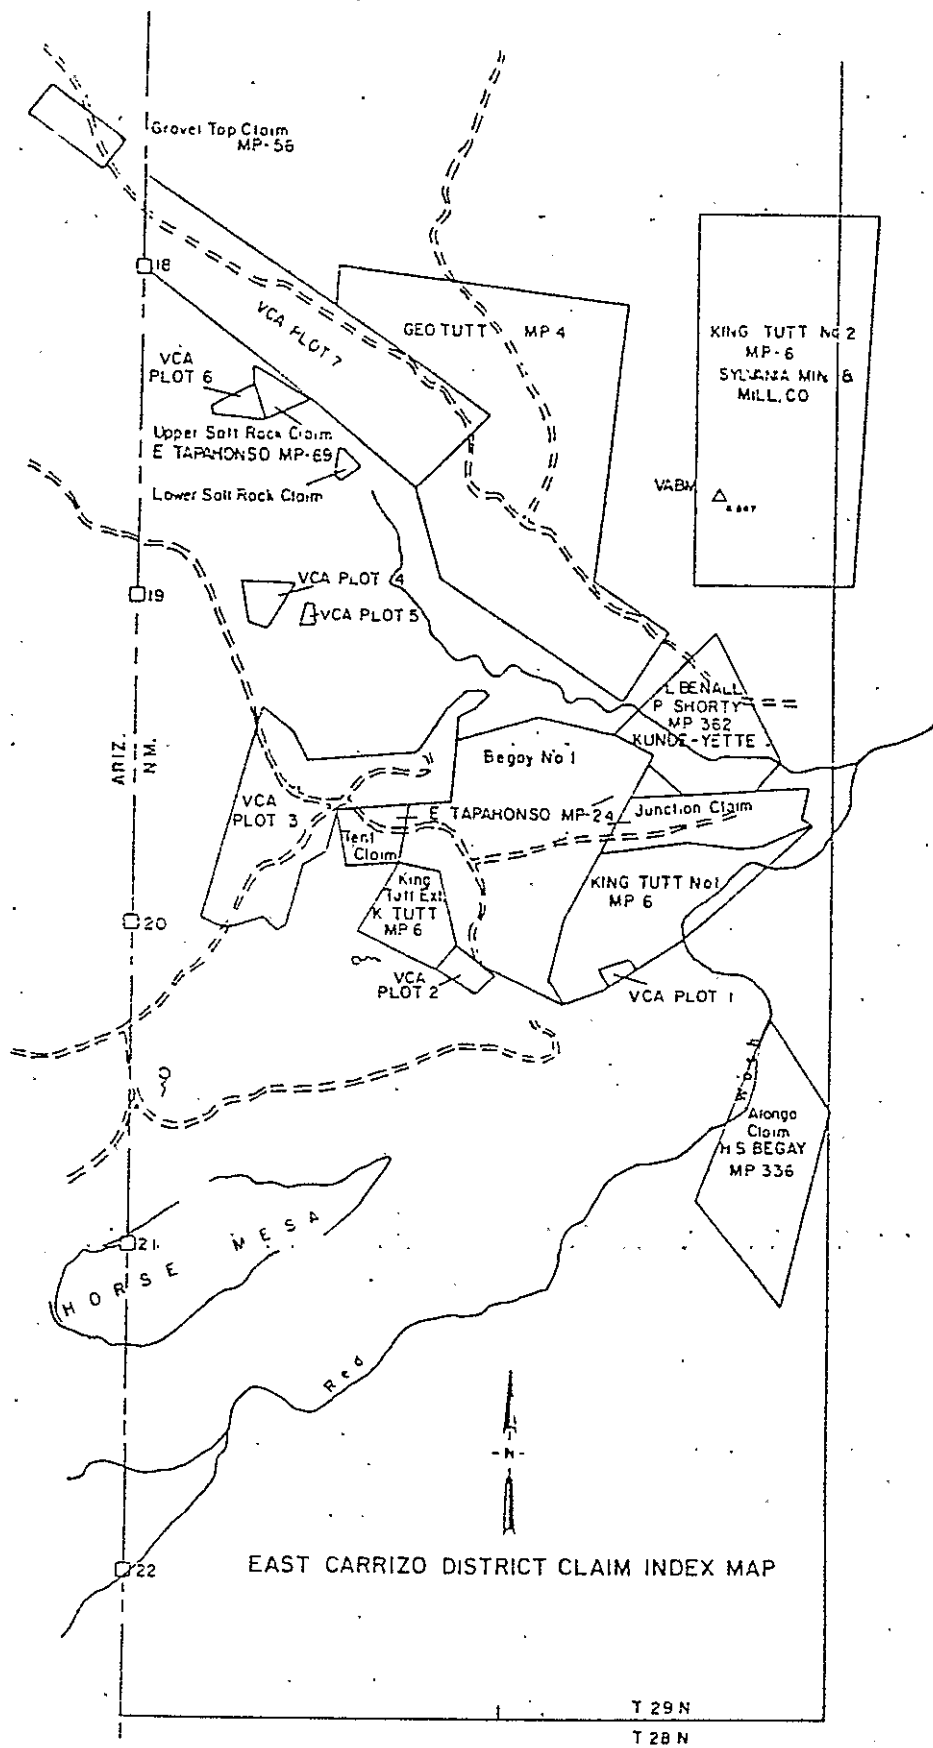 Gravel Top Claim
MP-56
18
VCA PLOT 7
GEO TUTT MP 4
KING TUTT No 2
MP-6
SYLVANIA MIN &
MILL, CO
VCA
PLOT 6
Upper Salt Rock Claim
E TAPAHONSO MP-69
Lower Salt Rock Claim
VABM
VCA PLOT 4
19
VCA PLOT 5
L BENALL
P SHORTY
MP 362
KUNDE-YETTE
ARIZ.
N.M.
Begay No 1
VCA
PLOT 3
E TAPAHONSO MP-24
Junction Claim
Tent
Claim
King
Tutt Ext
K TUTT
MP 6
KING TUTT No 1
MP 6
20
VCA
PLOT 2
VCA PLOT 1
Wash
Alongo
Claim
H S BEGAY
MP 336
21
HORSE MESA
Red
-N-
22
EAST CARRIZO DISTRICT CLAIM INDEX MAP
T 29 N
T 28 N